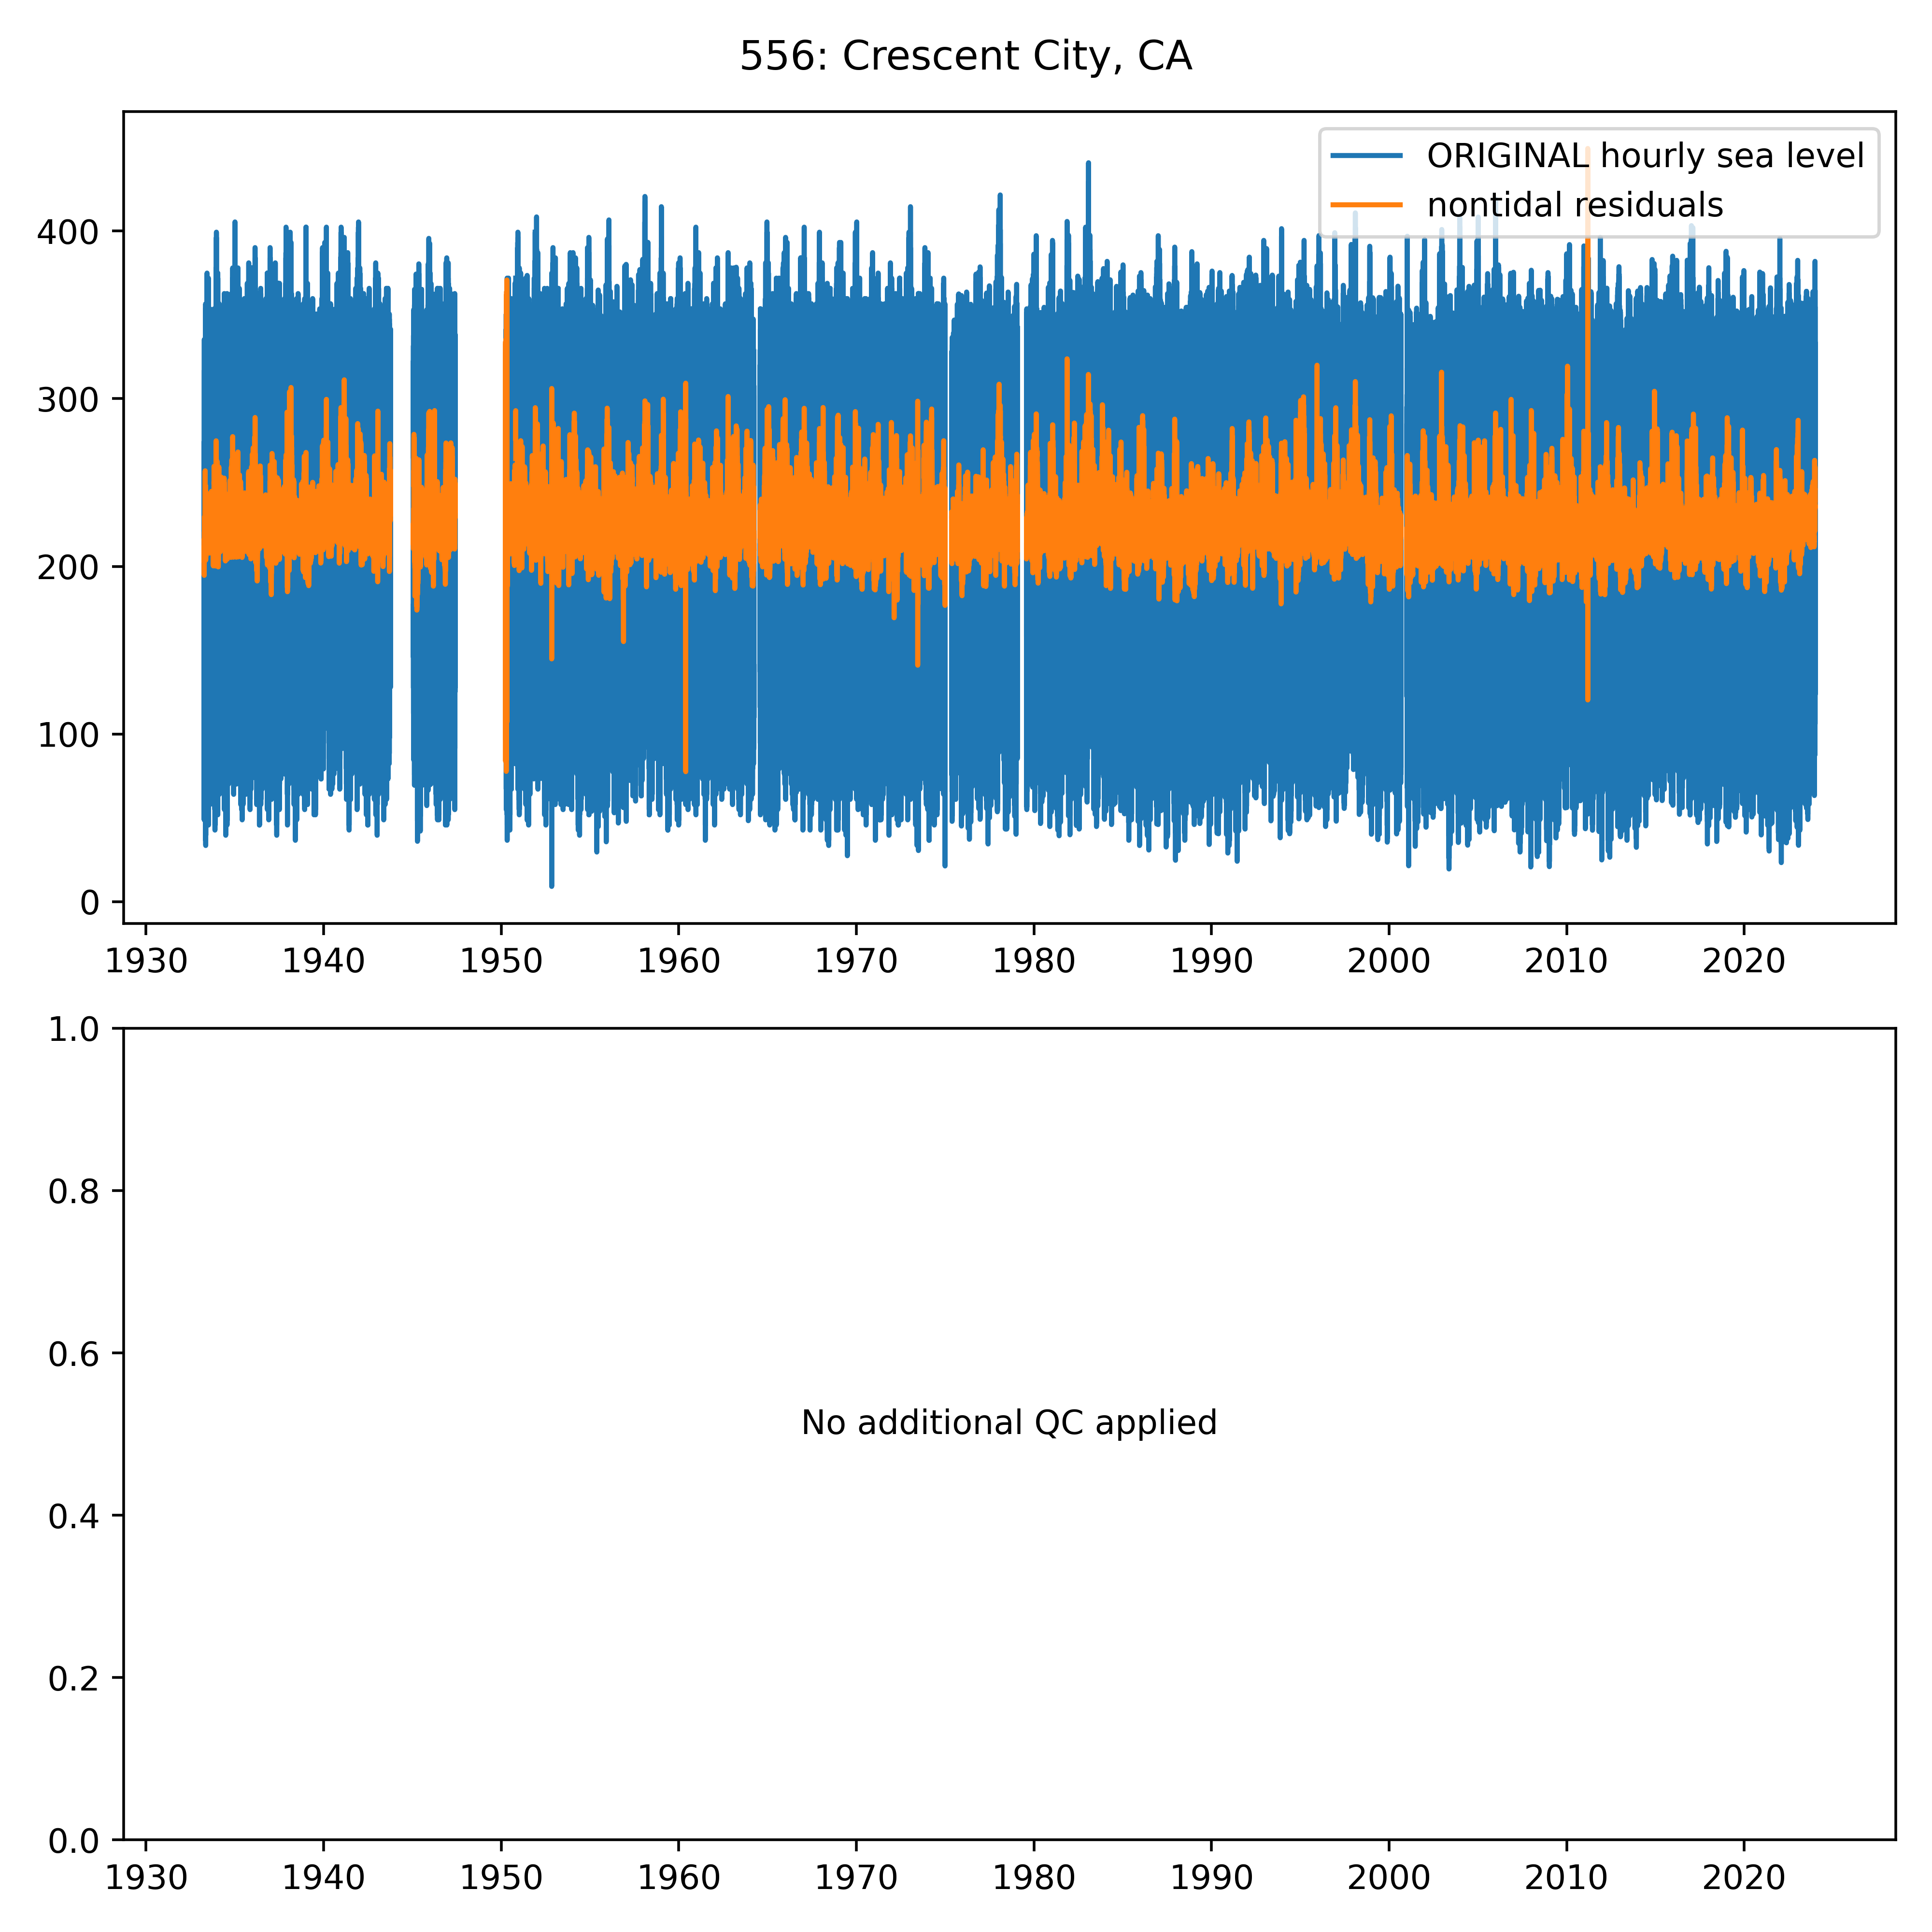 556: Crescent City, CA
ORIGINAL hourly sea level
nontidal residuals
400
300
200
100
0
1930 1940 1950 1960 1970 1980 1990 2000 2010 2020
1.0
0.8
0.6
No additional QC applied
0.4
0.2
0.0
1930 1940 1950 1960 1970 1980 1990 2000 2010 2020